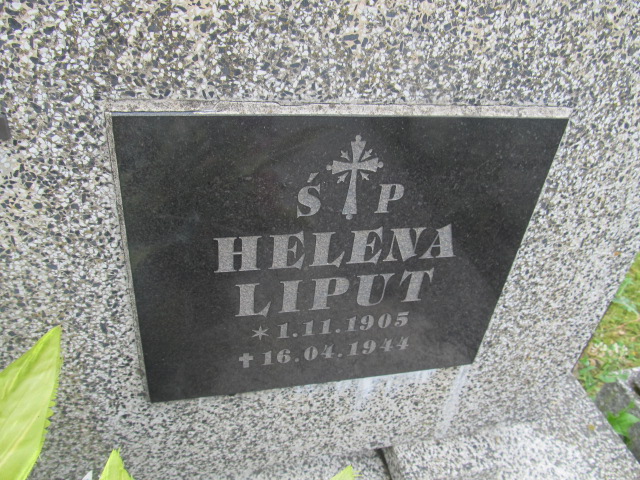 Ś P
HELENA
LIPUT
* 1.11.1905
✝ 16.04.1944